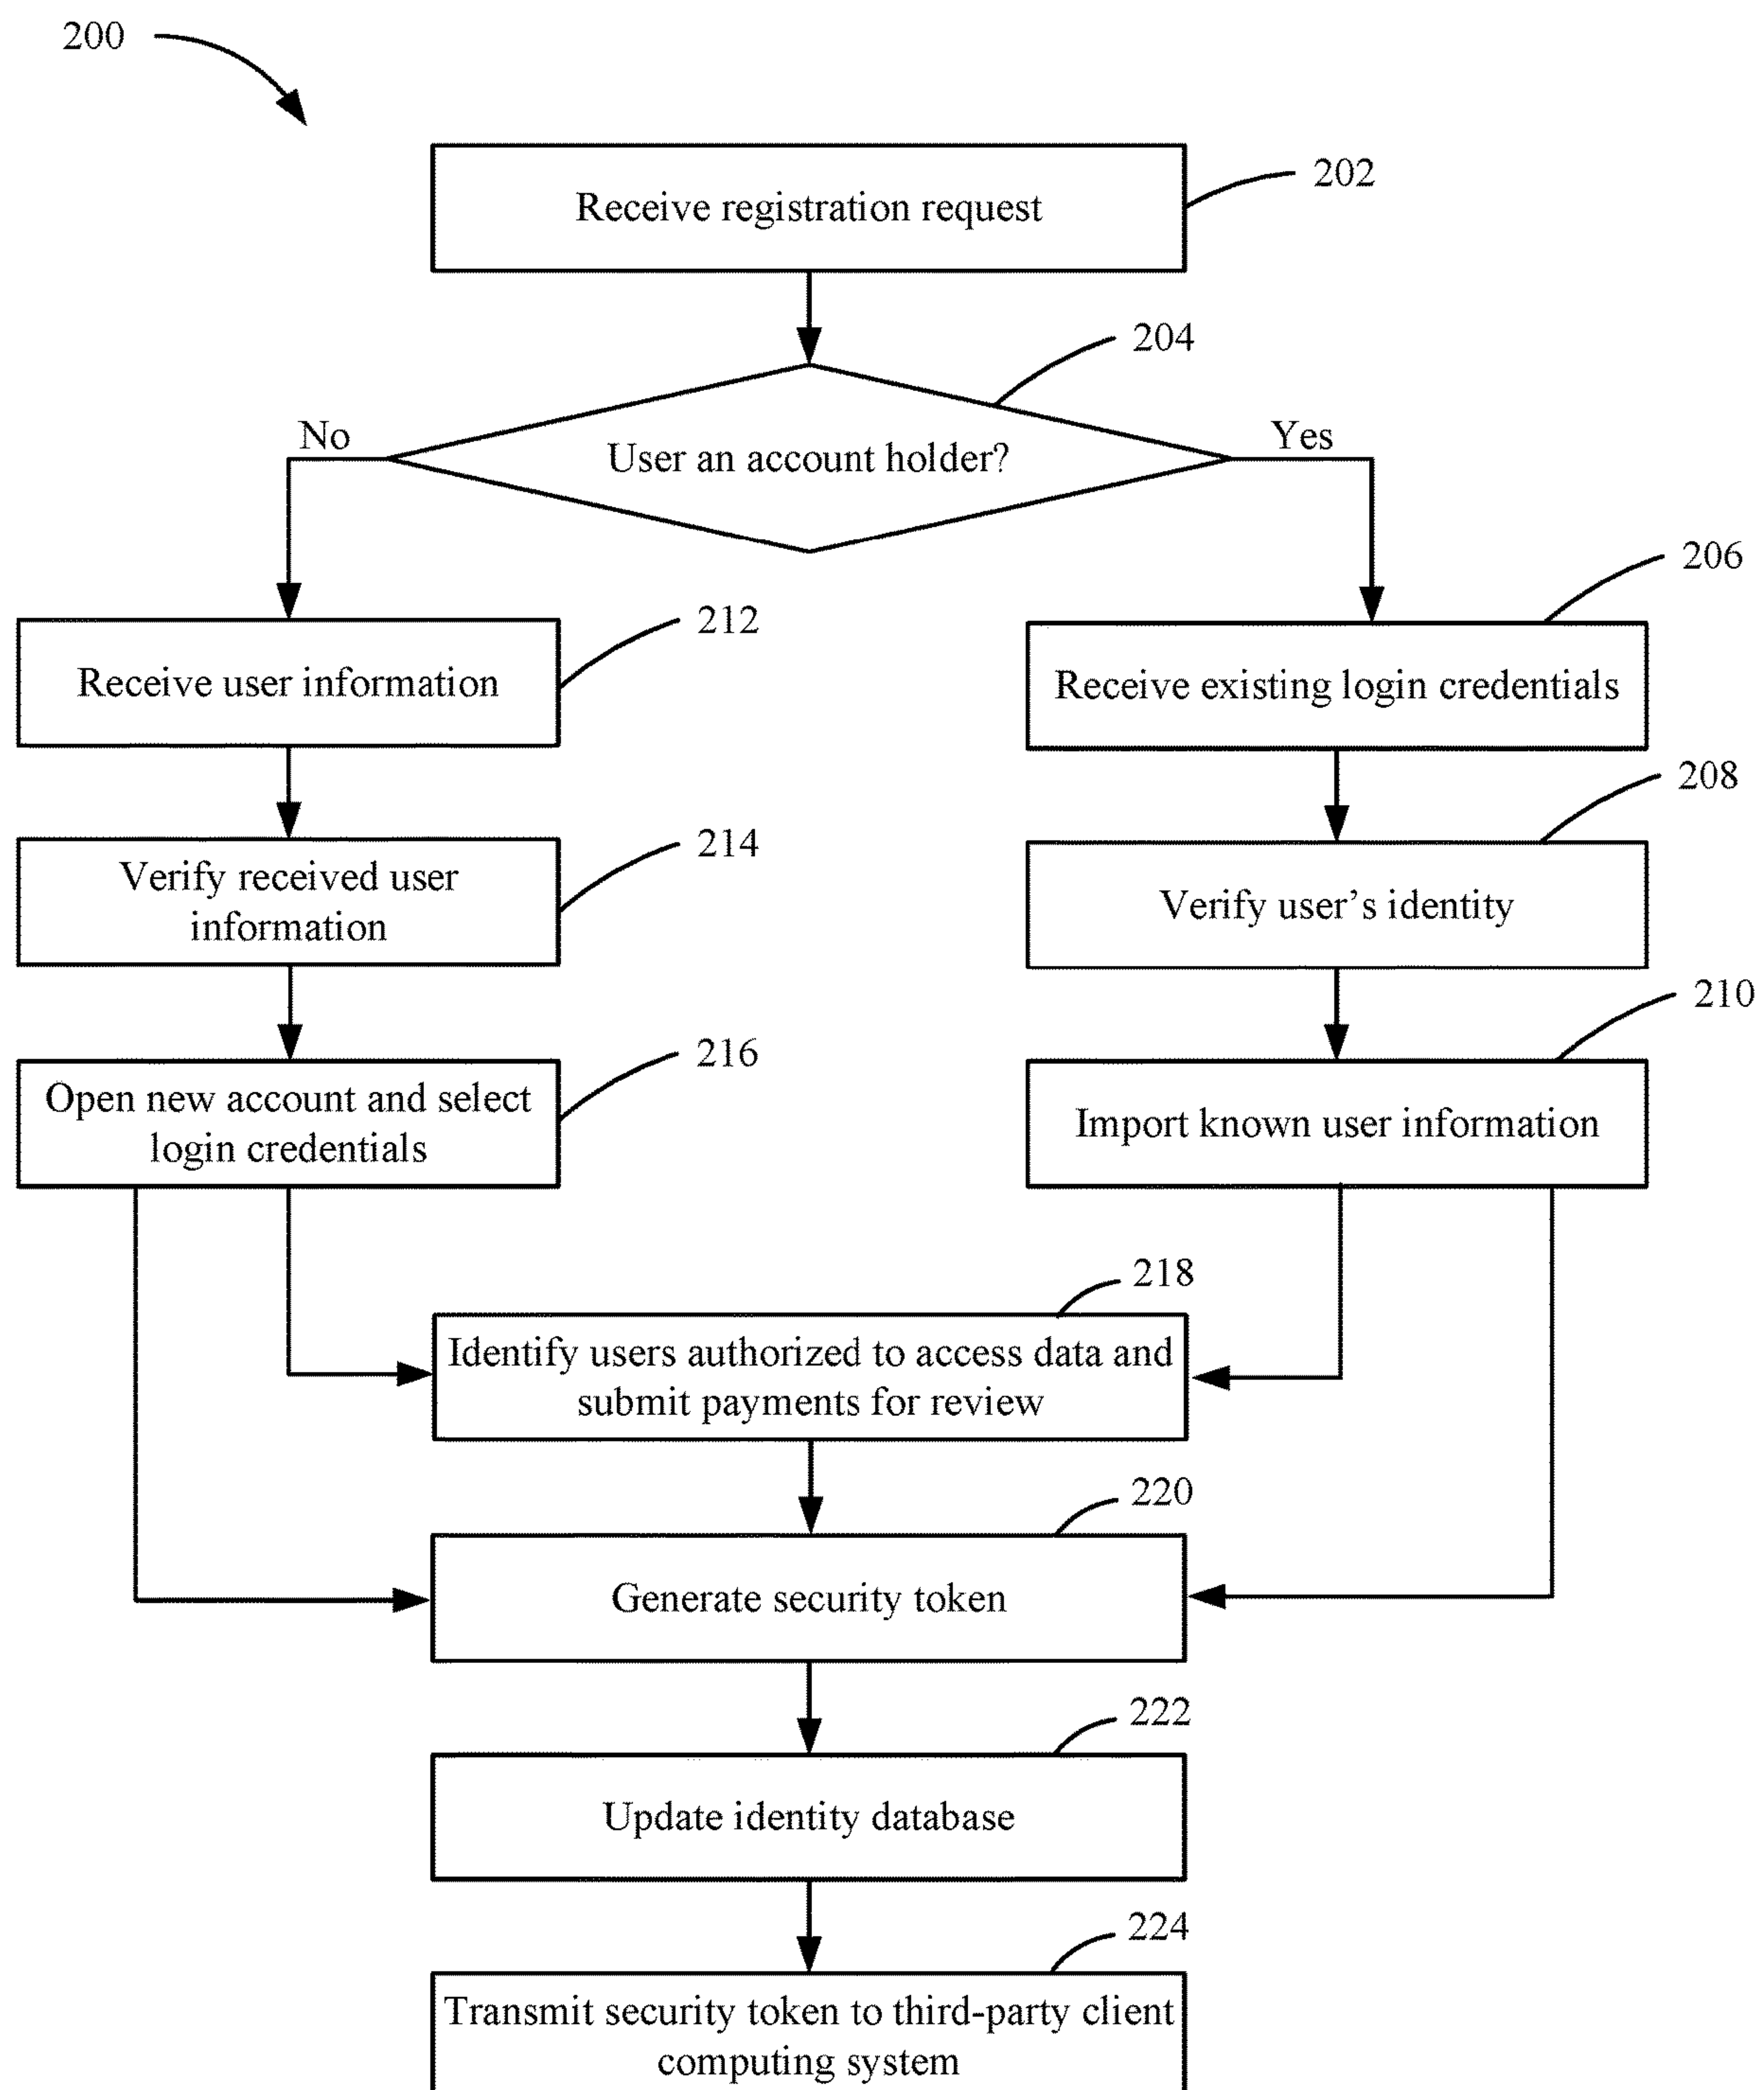 200
202
Receive registration request
204
No
Yes
User an account holder?
206
212
Receive user information
Receive existing login credentials
208
214
Verify received user
information
Verify user’s identity
210
216
Open new account and select
login credentials
Import known user information
218
Identify users authorized to access data and
submit payments for review
220
Generate security token
222
Update identity database
224
Transmit security token to third-party client
computing system